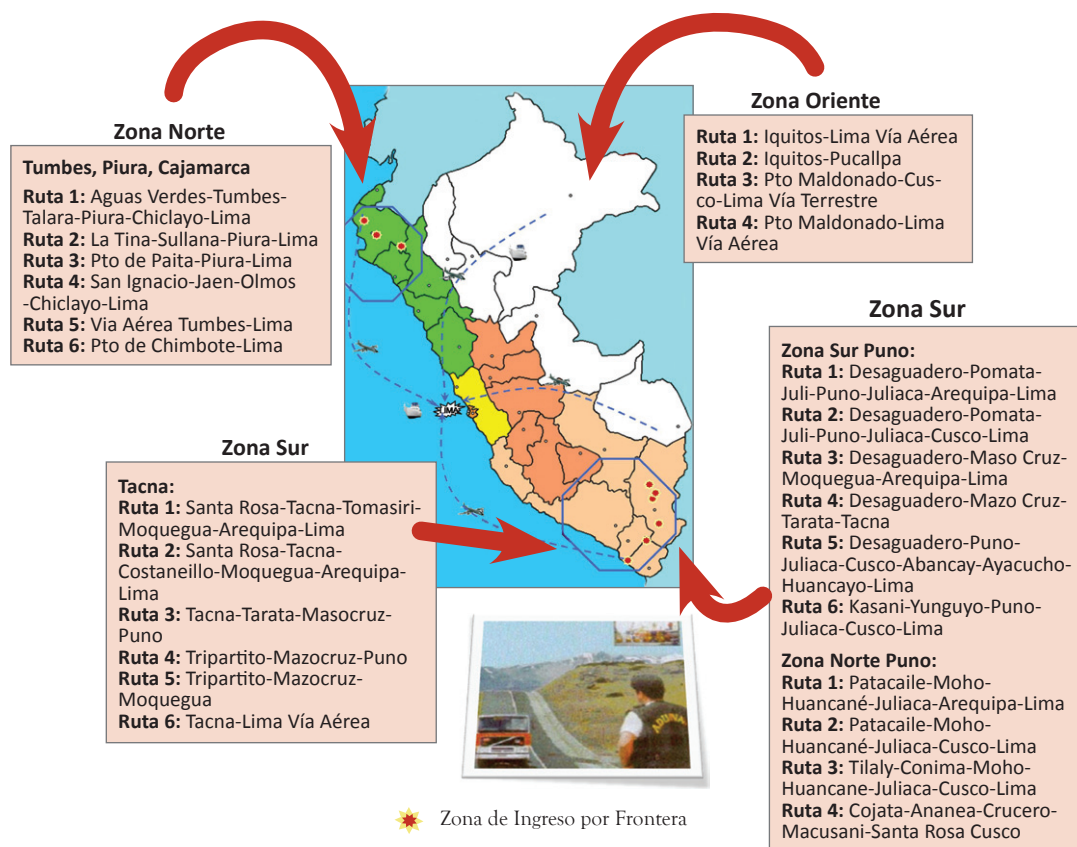 Zona Norte
Tumbes, Piura, Cajamarca
Ruta 1: Aguas Verdes-Tumbes-
Talara-Piura-Chiclayo-Lima
Ruta 2: La Tina-Sullana-Piura-Lima
Ruta 3: Pto de Paita-Piura-Lima
Ruta 4: San Ignacio-Jaen-Olmos
-Chiclayo-Lima
Ruta 5: Via Aérea Tumbes-Lima
Ruta 6: Pto de Chimbote-Lima
Zona Oriente
Ruta 1: Iquitos-Lima Vía Aérea
Ruta 2: Iquitos-Pucallpa
Ruta 3: Pto Maldonado-Cus-
co-Lima Vía Terrestre
Ruta 4: Pto Maldonado-Lima
Vía Aérea
LIMA
Zona Sur
Tacna:
Ruta 1: Santa Rosa-Tacna-Tomasiri-
Moquegua-Arequipa-Lima
Ruta 2: Santa Rosa-Tacna-
Costaneillo-Moquegua-Arequipa-
Lima
Ruta 3: Tacna-Tarata-Masocruz-
Puno
Ruta 4: Tripartito-Mazocruz-Puno
Ruta 5: Tripartito-Mazocruz-
Moquegua
Ruta 6: Tacna-Lima Vía Aérea
Zona Sur
Zona Sur Puno:
Ruta 1: Desaguadero-Pomata-
Juli-Puno-Juliaca-Arequipa-Lima
Ruta 2: Desaguadero-Pomata-
Juli-Puno-Juliaca-Cusco-Lima
Ruta 3: Desaguadero-Maso Cruz-
Moquegua-Arequipa-Lima
Ruta 4: Desaguadero-Mazo Cruz-
Tarata-Tacna
Ruta 5: Desaguadero-Puno-
Juliaca-Cusco-Abancay-Ayacucho-
Huancayo-Lima
Ruta 6: Kasani-Yunguyo-Puno-
Juliaca-Cusco-Lima
Zona Norte Puno:
Ruta 1: Patacaile-Moho-
Huancané-Juliaca-Arequipa-Lima
Ruta 2: Patacaile-Moho-
Huancané-Juliaca-Cusco-Lima
Ruta 3: Tilaly-Conima-Moho-
Huancane-Juliaca-Cusco-Lima
Ruta 4: Cojata-Ananea-Crucero-
Macusani-Santa Rosa Cusco
Zona de Ingreso por Frontera